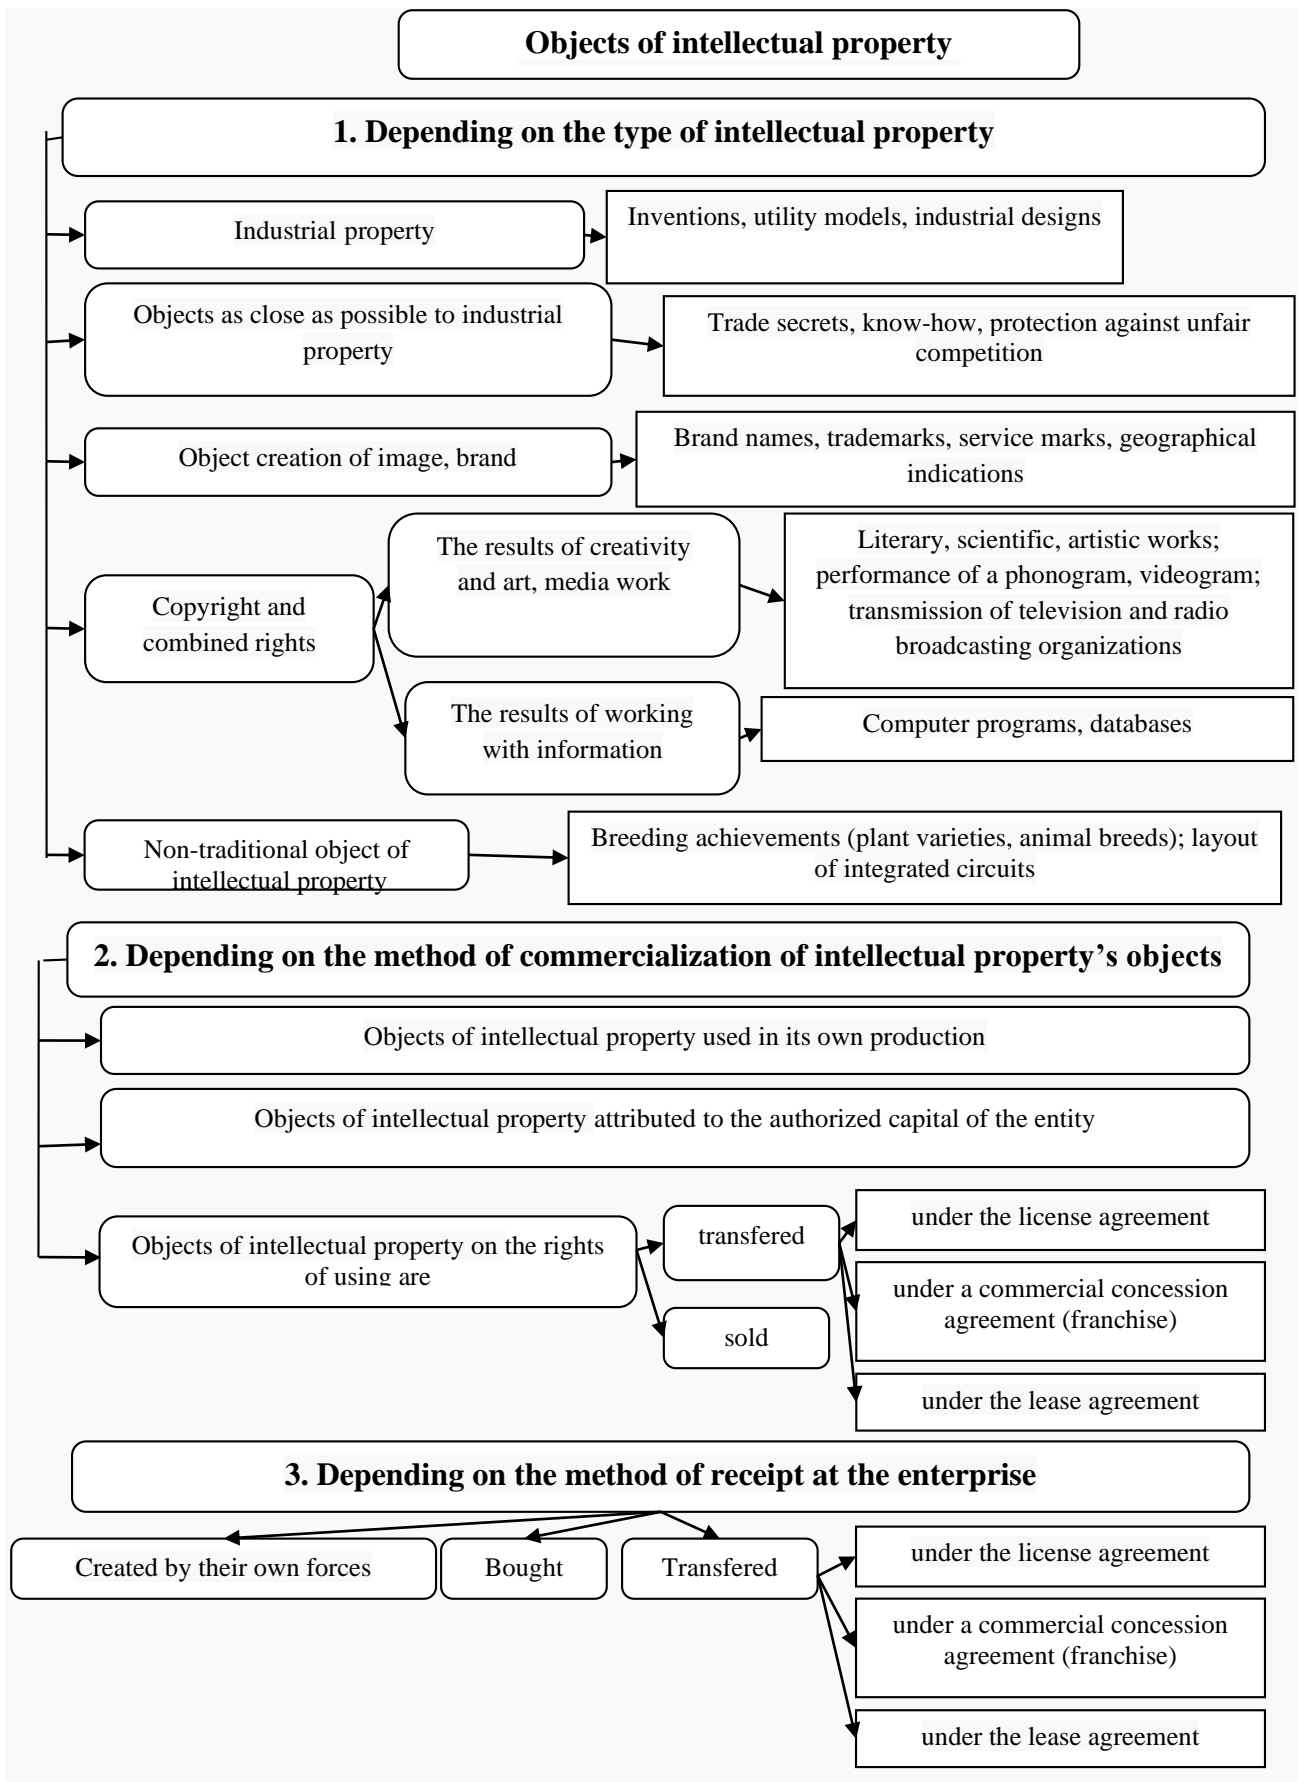 Objects of intellectual property
1. Depending on the type of intellectual property
Industrial property
Inventions, utility models, industrial designs
Objects as close as possible to industrial
property
Trade secrets, know-how, protection against unfair
competition
Object creation of image, brand
Brand names, trademarks, service marks, geographical
indications
Copyright and
combined rights
The results of creativity
and art, media work
Literary, scientific, artistic works;
performance of a phonogram, videogram;
transmission of television and radio
broadcasting organizations
The results of working
with information
Computer programs, databases
Non-traditional object of
intellectual property
Breeding achievements (plant varieties, animal breeds); layout
of integrated circuits
2. Depending on the method of commercialization of intellectual property’s objects
Objects of intellectual property used in its own production
Objects of intellectual property attributed to the authorized capital of the entity
Objects of intellectual property on the rights
of using are
transfered
under the license agreement
under a commercial concession
agreement (franchise)
under the lease agreement
sold
3. Depending on the method of receipt at the enterprise
Created by their own forces
Bought
Transfered
under the license agreement
under a commercial concession
agreement (franchise)
under the lease agreement